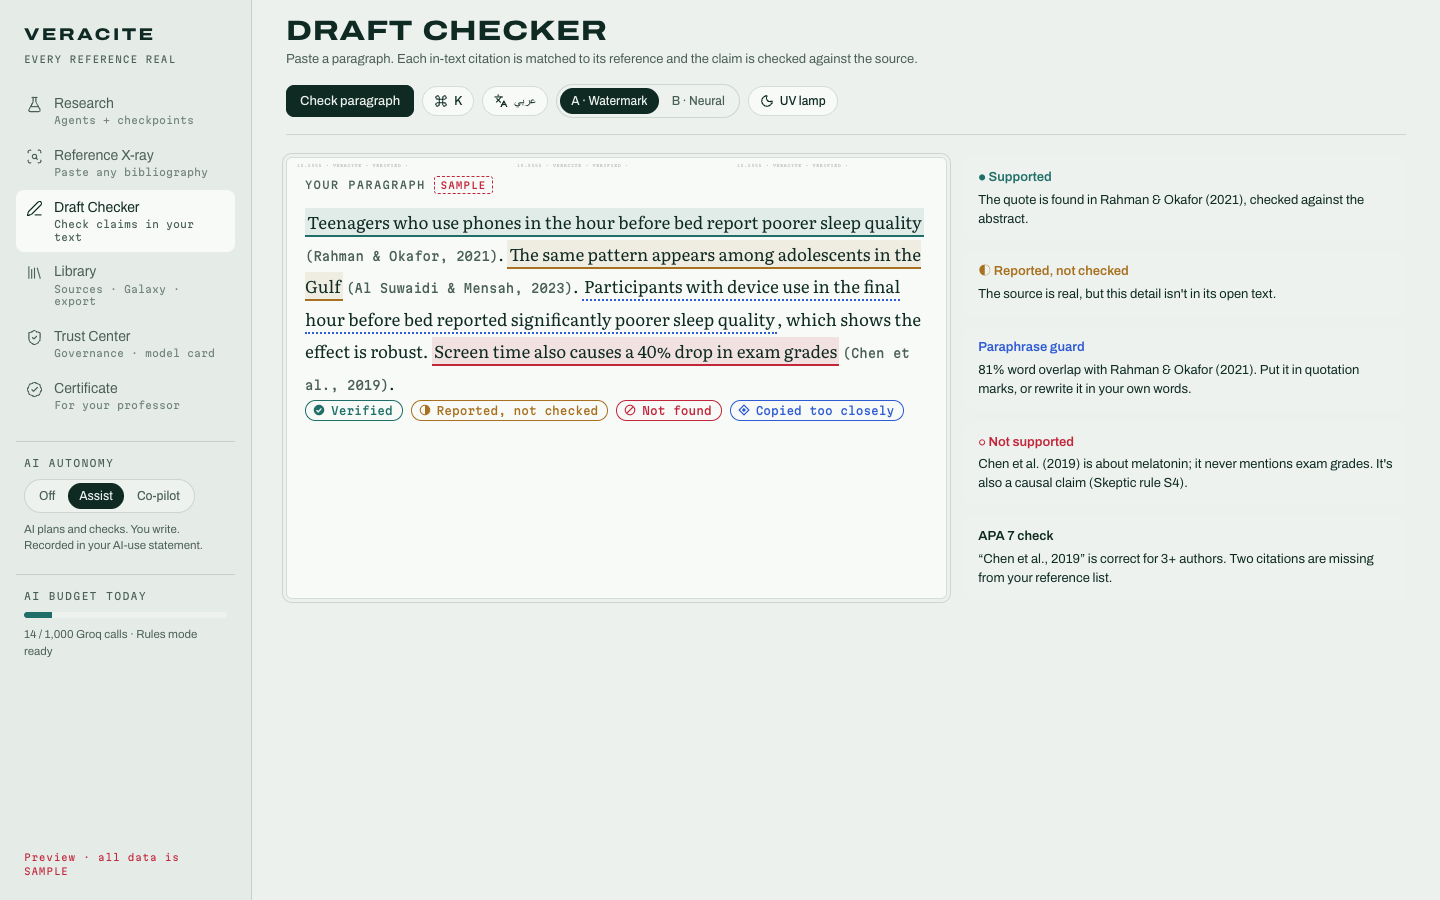 VERACITE
EVERY REFERENCE REAL
Research
Agents + checkpoints
Reference X-ray
Paste any bibliography
Draft Checker
Check claims in your
text
Library
Sources · Galaxy ·
export
Trust Center
Governance · model card
Certificate
For your professor
AI AUTONOMY
Off Assist Co-pilot
AI plans and checks. You write.
Recorded in your AI-use statement.
AI BUDGET TODAY
14 / 1,000 Groq calls · Rules mode
ready
Preview · all data is
SAMPLE
DRAFT CHECKER
Paste a paragraph. Each in-text citation is matched to its reference and the claim is checked against the source.
Check paragraph ⌘ K عربي A · Watermark B · Neural UV lamp
YOUR PARAGRAPH SAMPLE
Teenagers who use phones in the hour before bed report poorer sleep quality
(Rahman & Okafor, 2021). The same pattern appears among adolescents in the
Gulf (Al Suwaidi & Mensah, 2023). Participants with device use in the final
hour before bed reported significantly poorer sleep quality, which shows the
effect is robust. Screen time also causes a 40% drop in exam grades (Chen et
al., 2019).
Verified Reported, not checked Not found Copied too closely
Supported
The quote is found in Rahman & Okafor (2021), checked against the
abstract.
Reported, not checked
The source is real, but this detail isn't in its open text.
Paraphrase guard
81% word overlap with Rahman & Okafor (2021). Put it in quotation
marks, or rewrite it in your own words.
Not supported
Chen et al. (2019) is about melatonin; it never mentions exam grades. It's
also a causal claim (Skeptic rule S4).
APA 7 check
“Chen et al., 2019” is correct for 3+ authors. Two citations are missing
from your reference list.